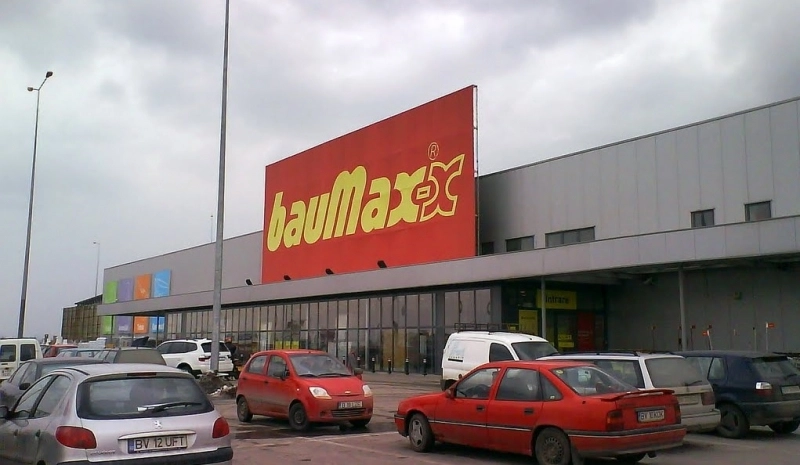 bauMax-x
®
intrare
BV 12 UFT